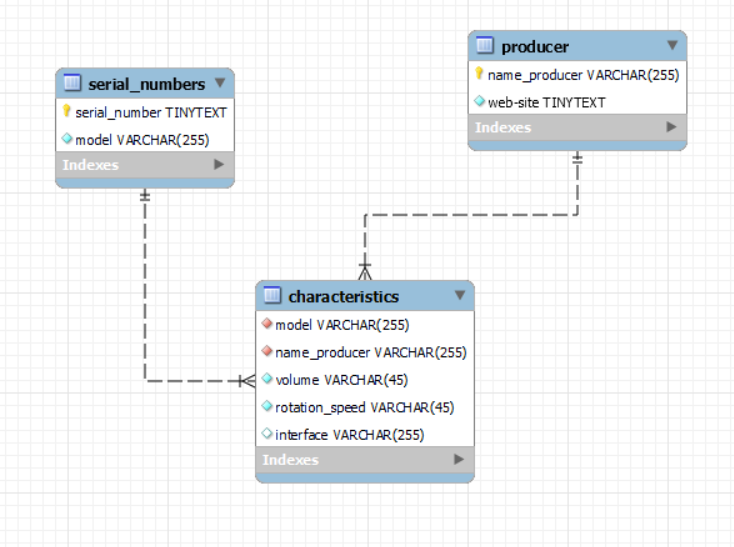 serial_numbers
serial_number TINYTEXT
model VARCHAR(255)
Indexes
producer
name_producer VARCHAR(255)
web-site TINYTEXT
Indexes
characteristics
model VARCHAR(255)
name_producer VARCHAR(255)
volume VARCHAR(45)
rotation_speed VARCHAR(45)
interface VARCHAR(255)
Indexes